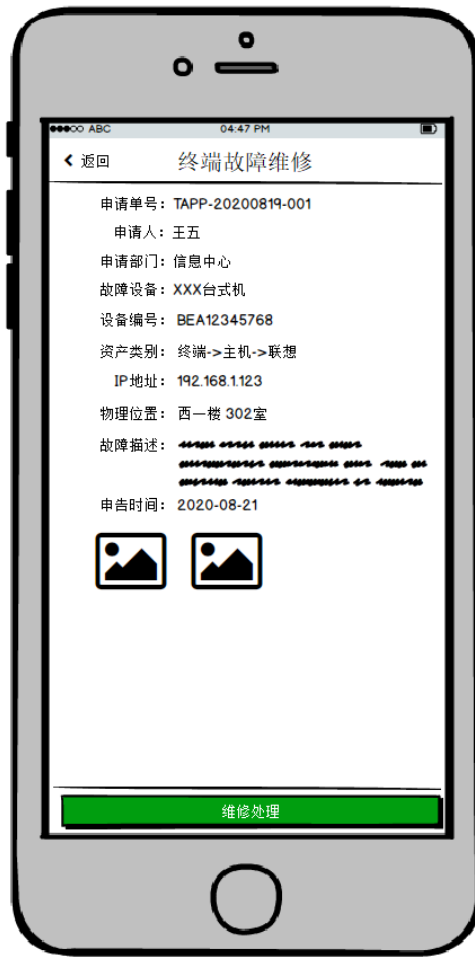 ABC 04:47 PM
返回 终端故障维修
申请单号： TAPP-20200819-001
申请人： 王五
申请部门： 信息中心
故障设备： XXX台式机
设备编号： BEA12345768
资产类别： 终端->主机->联想
IP地址： 192.168.1.123
物理位置： 西一楼 302室
故障描述：
申告时间： 2020-08-21
维修处理